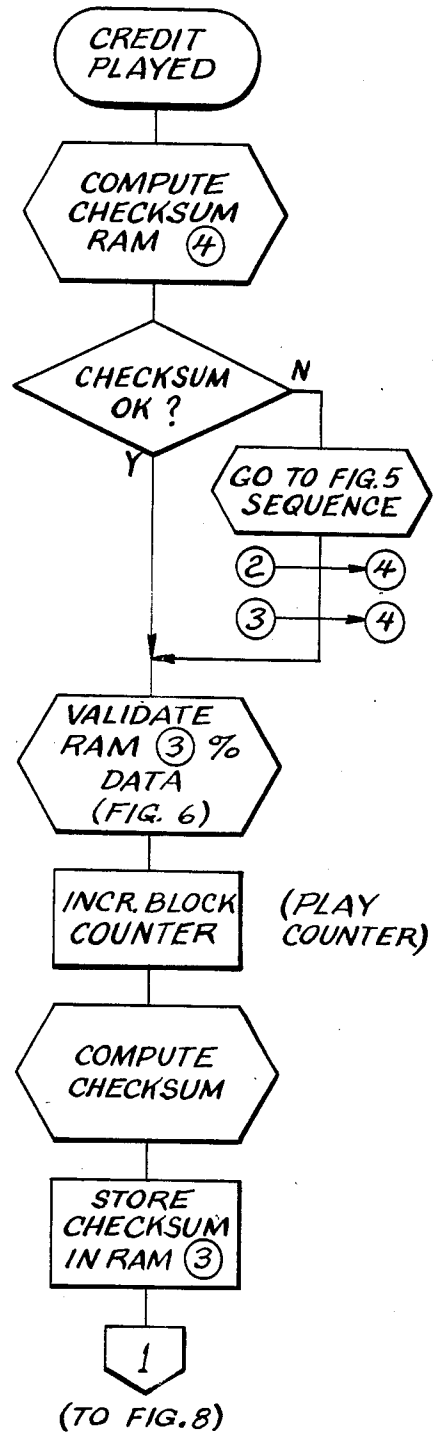 CREDIT
PLAYED
COMPUTE
CHECKSUM
RAM 4
CHECKSUM
OK ?
N
Y
GO TO FIG. 5
SEQUENCE
2 4
3 4
VALIDATE
RAM 3 %
DATA
(FIG. 6)
INCR. BLOCK
COUNTER
(PLAY
COUNTER)
COMPUTE
CHECKSUM
STORE
CHECKSUM
IN RAM 3
1
(TO FIG. 8)